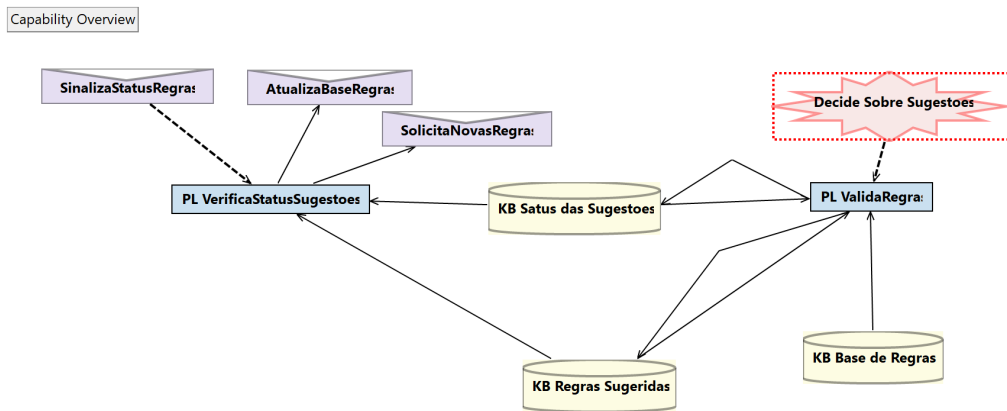 Capability Overview
SinalizaStatusRegras
AtualizaBaseRegras
SolicitaNovasRegras
Decide Sobre Sugestoes
PL VerificaStatusSugestoes
KB Satus das Sugestoes
PL ValidaRegras
KB Base de Regras
KB Regras Sugeridas